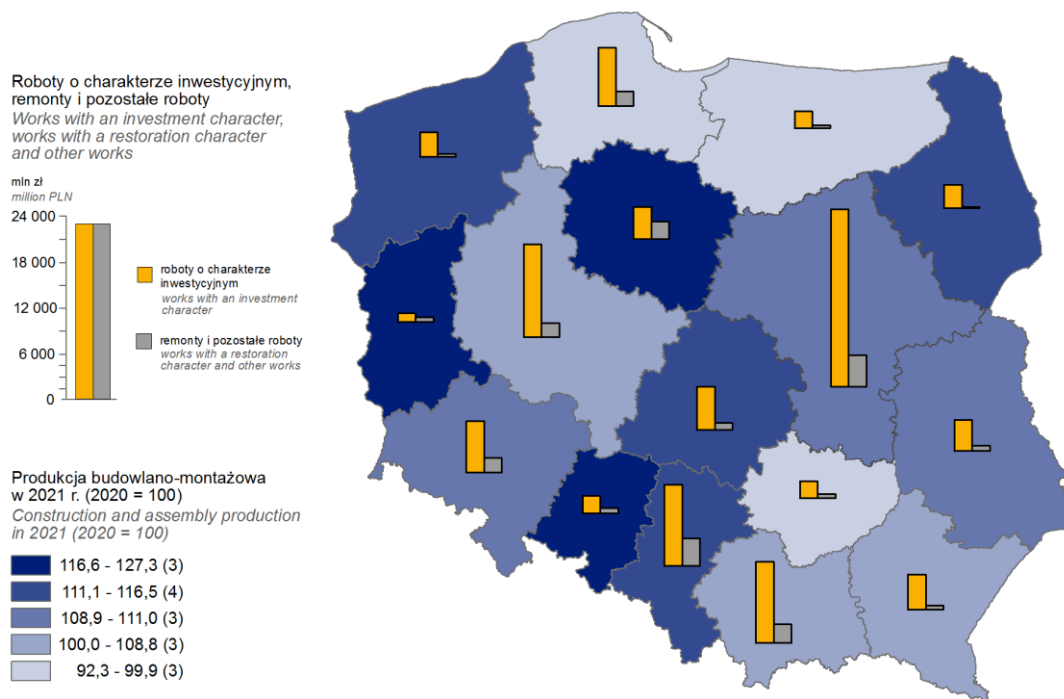 Roboty o charakterze inwestycyjnym,
remonty i pozostałe roboty
Works with an investment character,
works with a restoration character
and other works
mln zł
million PLN
24 000
18 000
12 000
6 000
0
roboty o charakterze
inwestycyjnym
works with an investment
character
remonty i pozostałe roboty
works with a restoration
character and other works
Produkcja budowlano-montażowa
w 2021 r. (2020 = 100)
Construction and assembly production
in 2021 (2020 = 100)
116,6 - 127,3 (3)
111,1 - 116,5 (4)
108,9 - 111,0 (3)
100,0 - 108,8 (3)
92,3 - 99,9 (3)